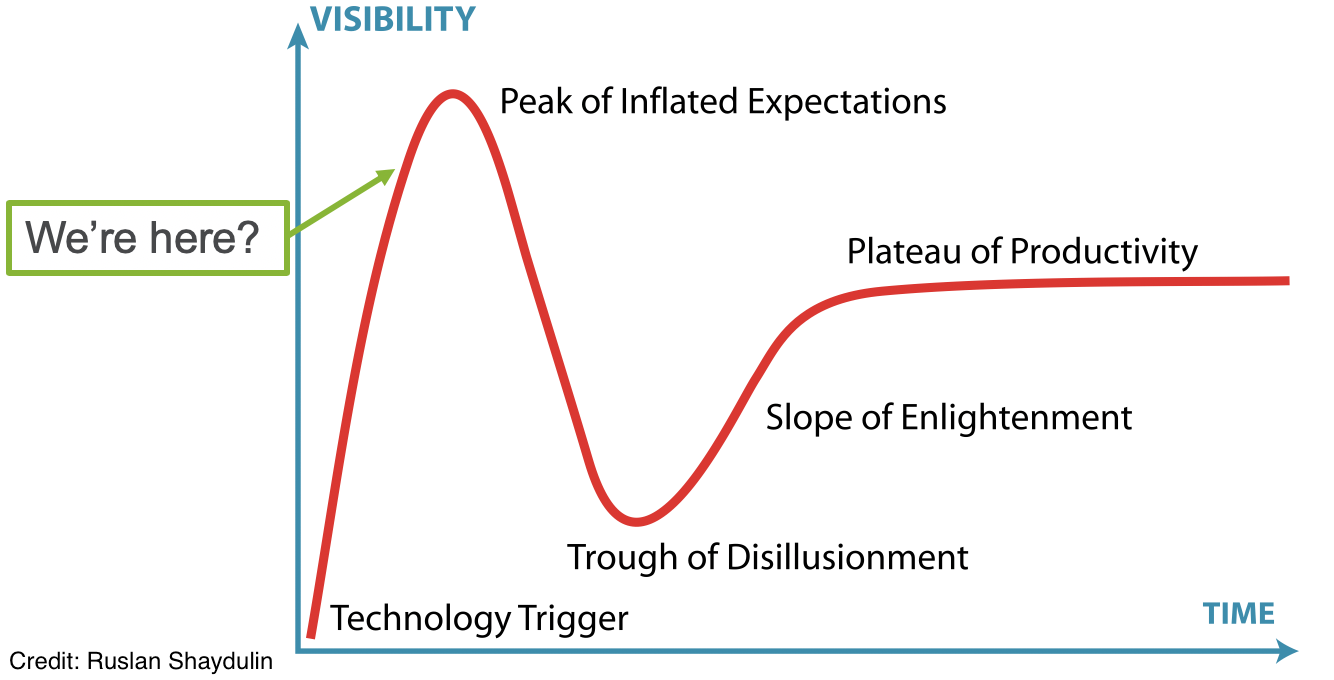 VISIBILITY
Peak of Inflated Expectations
We’re here?
Plateau of Productivity
Slope of Enlightenment
Trough of Disillusionment
Technology Trigger
TIME
Credit: Ruslan Shaydulin